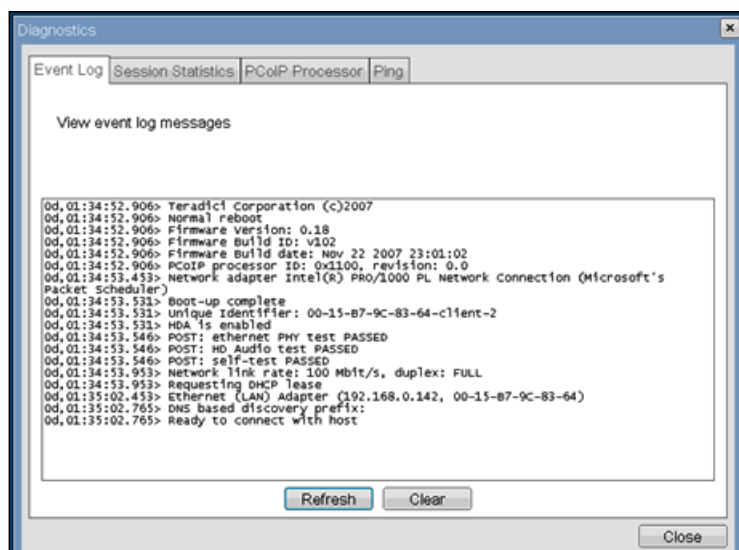 Diagnostics
Event Log Session Statistics PCoIP Processor Ping
View event log messages
0d,01:34:52.906> Teradici Corporation (c)2007
0d,01:34:52.906> Normal reboot
0d,01:34:52.906> Firmware Version: 0.18
0d,01:34:52.906> Firmware Build ID: v102
0d,01:34:52.906> Firmware Build date: Nov 22 2007 23:01:02
0d,01:34:52.906> PCoIP processor ID: 0x1100, revision: 0.0
0d,01:34:53.453> Network adapter Intel(R) PRO/1000 PL Network Connection (Microsoft's
Packet Scheduler)
0d,01:34:53.531> Boot-up complete
0d,01:34:53.531> Unique Identifier: 00-15-B7-9C-83-64-client-2
0d,01:34:53.531> HDA is enabled
0d,01:34:53.546> POST: ethernet PHY test PASSED
0d,01:34:53.546> POST: HD Audio test PASSED
0d,01:34:53.546> POST: self-test PASSED
0d,01:34:53.953> Network link rate: 100 Mbit/s, duplex: FULL
0d,01:34:53.953> Requesting DHCP lease
0d,01:35:02.453> Ethernet (LAN) Adapter (192.168.0.142, 00-15-B7-9C-83-64)
0d,01:35:02.765> DNS based discovery prefix:
0d,01:35:02.765> Ready to connect with host
Refresh Clear
Close